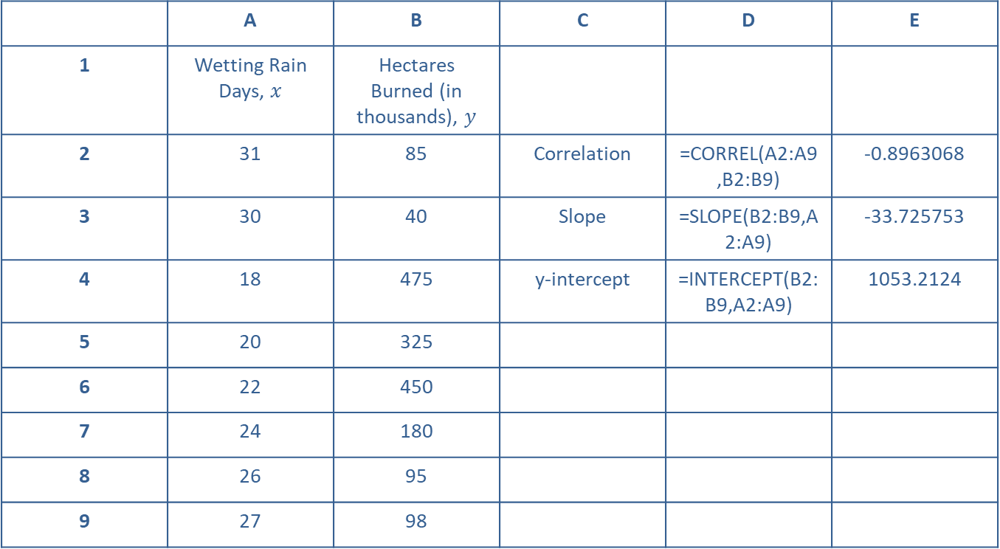 A B C D E
1 Wetting Rain Days, x Hectares Burned (in thousands), y
2 31 85 Correlation =CORREL(A2:A9,B2:B9) -0.8963068
3 30 40 Slope =SLOPE(B2:B9,A2:A9) -33.725753
4 18 475 y-intercept =INTERCEPT(B2:B9,A2:A9) 1053.2124
5 20 325
6 22 450
7 24 180
8 26 95
9 27 98